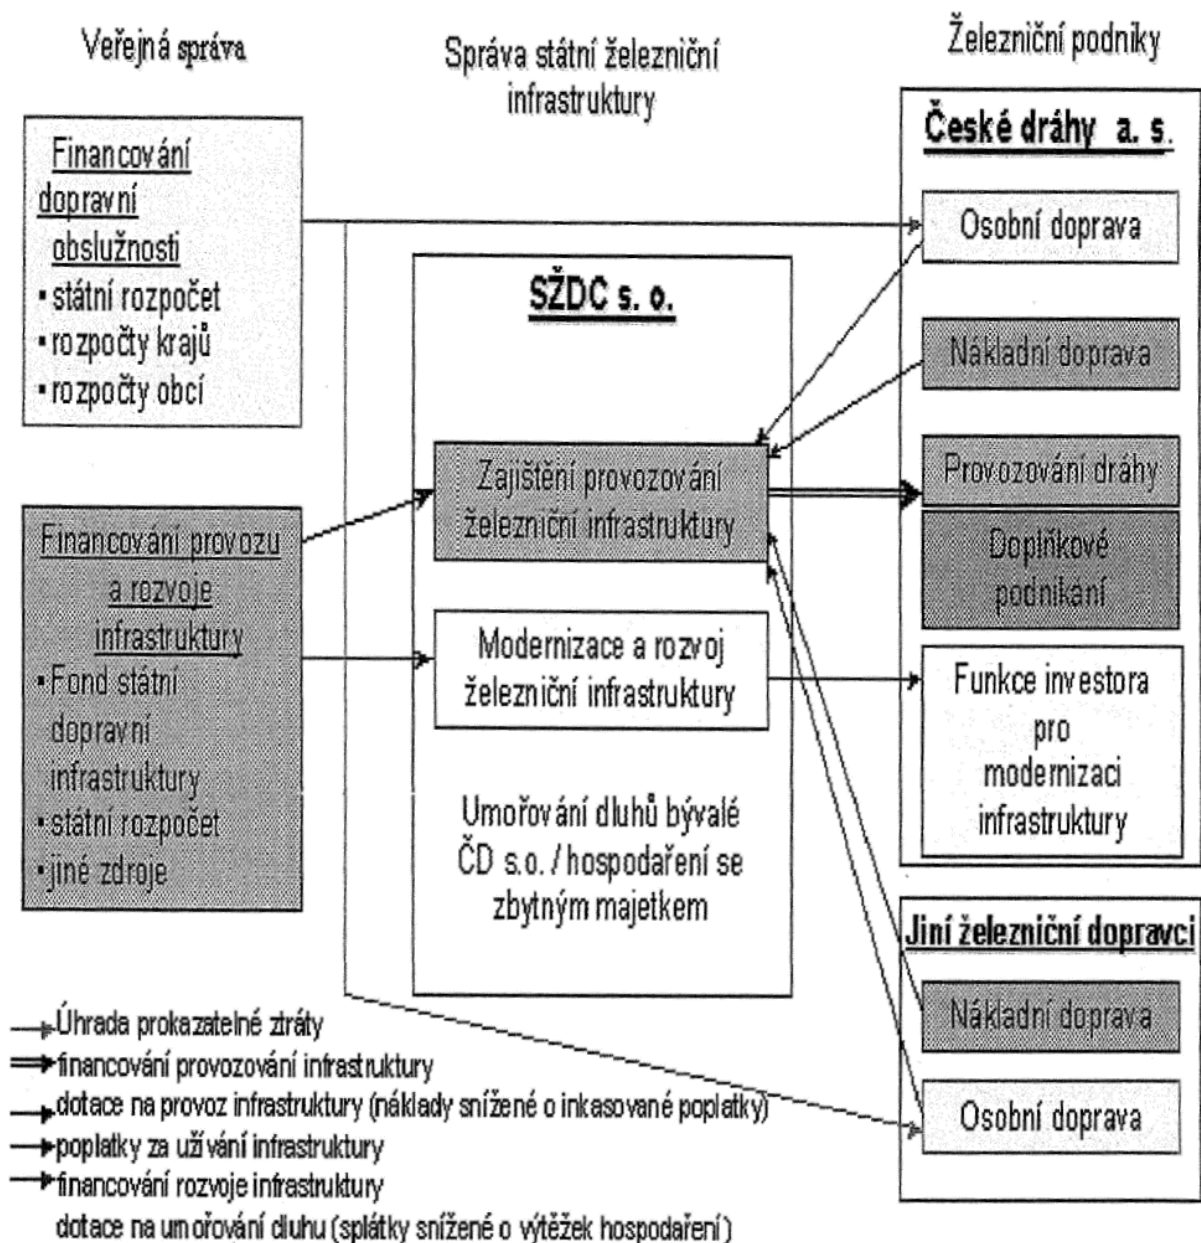 Veřejná správa
Správa státní železniční
infrastruktury
Železniční podniky
Financování
dopravní
obslužnosti
▪ státní rozpočet
▪ rozpočty krajů
▪ rozpočty obcí
Financování provozu
a rozvoje
infrastruktury
▪ Fond státní
dopravní
infrastruktury
▪ státní rozpočet
▪ jiné zdroje
SŽDC s. o.
Zajištění provozování
železniční infrastruktury
Modernizace a rozvoj
železniční infrastruktury
Umořování dluhů bývalé
ČD s.o. / hospodaření se
zbytným majetkem
České dráhy a. s.
Osobní doprava
Nákladní doprava
Provozování dráhy
Doplňkové
podnikání
Funkce investora
pro
modernizaci
infrastruktury
Jiní železniční dopravci
Nákladní doprava
Osobní doprava
Úhrada prokazatelné ztráty
financování provozování infrastruktury
dotace na provoz infrastruktury (náklady snížené o inkasované poplatky)
poplatky za užívání infrastruktury
financování rozvoje infrastruktury
dotace na umořování dluhu (splátky snížené o výtěžek hospodaření)